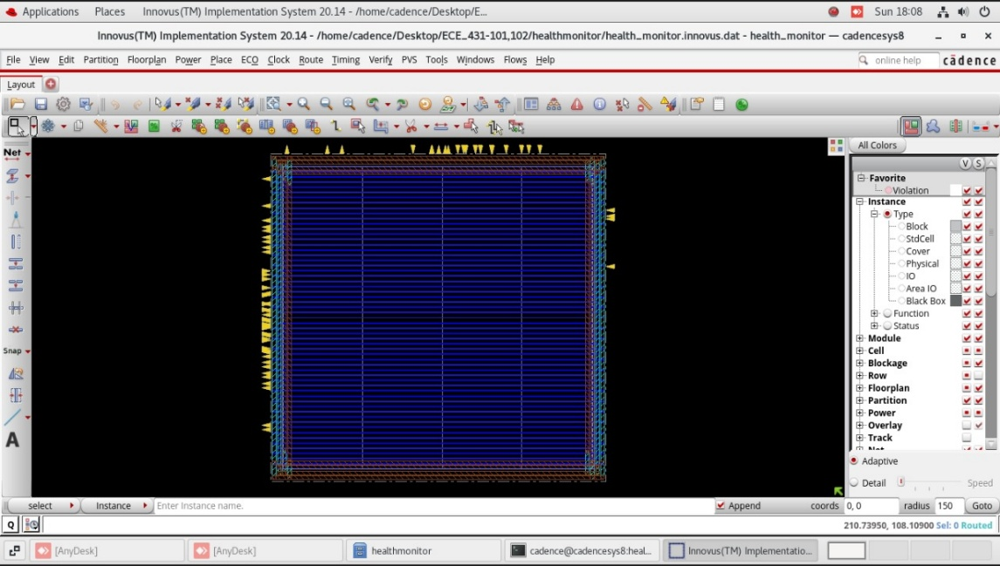 Applications Places Innovus(TM) Implementation System 20.14 - /home/cadence/Desktop/E... Sun 18:08
Innovus(TM) Implementation System 20.14 - /home/cadence/Desktop/ECE_431-101,102/healthmonitor/health_monitor.innovus.dat - health_monitor — cadencesys8
File View Edit Partition Floorplan Power Place ECO Clock Route Timing Verify PVS Tools Windows Flows Help online help cādence
Layout
Net
Snap
A
All Colors
V S
Favorite
Violation
Instance
Type
Block
StdCell
Cover
Physical
IO
Area IO
Black Box
Function
Status
Module
Cell
Blockage
Row
Floorplan
Partition
Power
Overlay
Track
Net
Adaptive
Detail Speed
select Instance Enter Instance name. Append coords 0, 0 radius 150 Goto
Q 210.73950, 108.10900 Sel: 0 Routed
[AnyDesk] [AnyDesk] healthmonitor cadence@cadencesys8:heal... Innovus(TM) Implementatio...